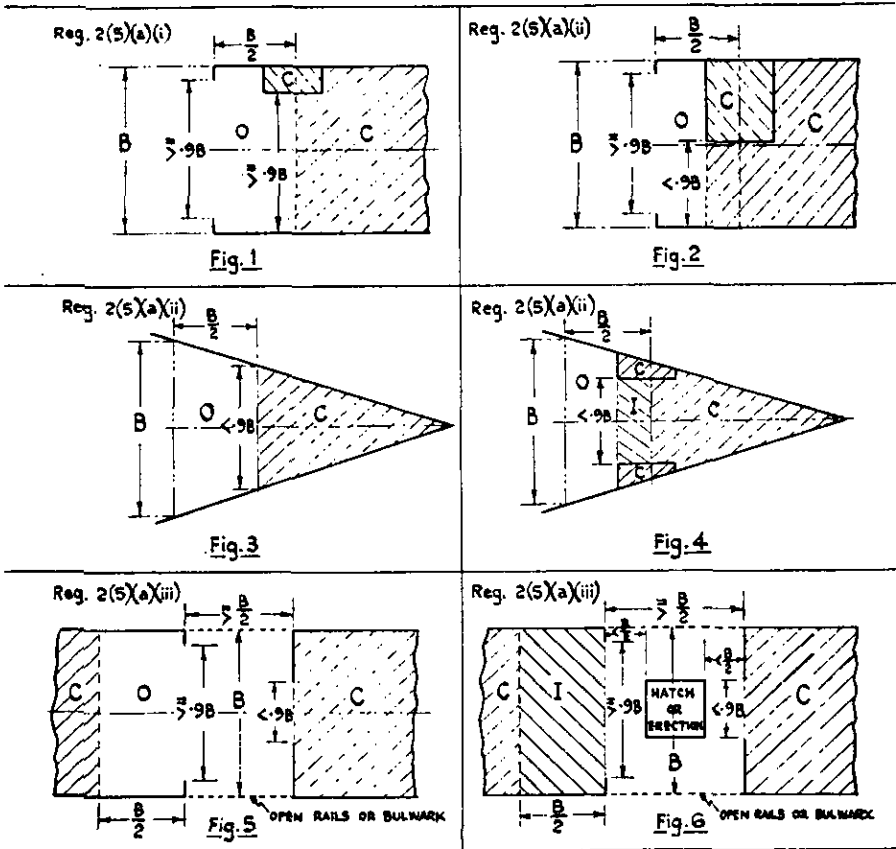 Reg. 2(5)(a)(i)
B/2
B
≥ .9B
O
C
≥ .9B
C
Fig. 1
Reg. 2(5)(a)(ii)
B/2
B
≥ .9B
O
C
< .9B
C
Fig. 2
Reg. 2(5)(a)(ii)
B/2
B
O
< .9B
C
Fig. 3
Reg. 2(5)(a)(ii)
B/2
B
O
C
< .9B
I
C
C
Fig. 4
Reg. 2(5)(a)(iii)
≥ B/2
C
O
≥ .9B
B
< .9B
C
B/2
OPEN RAILS OR BULWARK
Fig. 5
Reg. 2(5)(a)(iii)
≥ B/2
< B/2
< B/2
C
I
≥ .9B
HATCH
OR
ERECTION
< .9B
C
B
B/2
OPEN RAILS OR BULWARK
Fig. 6